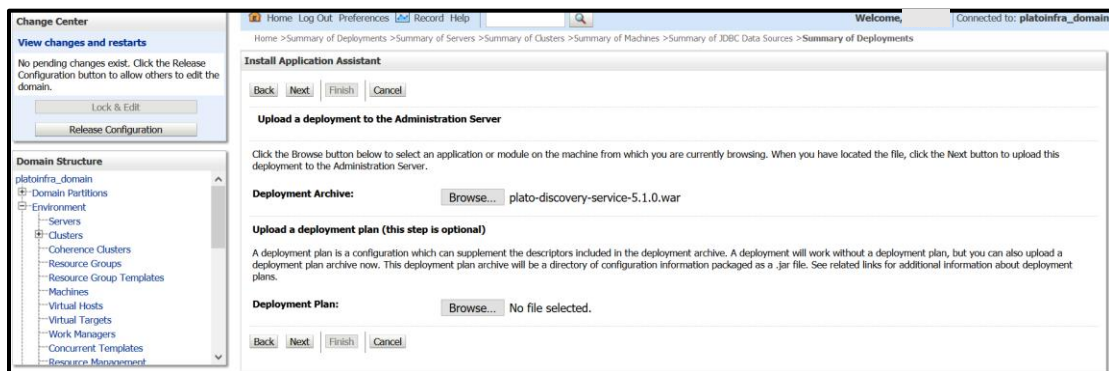 Change Center
View changes and restarts
No pending changes exist. Click the Release
Configuration button to allow others to edit the
domain.
Lock & Edit
Release Configuration
Domain Structure
platoinfra_domain
Domain Partitions
Environment
Servers
Clusters
Coherence Clusters
Resource Groups
Resource Group Templates
Machines
Virtual Hosts
Virtual Targets
Work Managers
Concurrent Templates
Resource Management
Home Log Out Preferences Record Help
Welcome,
Connected to: platoinfra_domain
Home >Summary of Deployments >Summary of Servers >Summary of Clusters >Summary of Machines >Summary of JDBC Data Sources >Summary of Deployments
Install Application Assistant
Back Next Finish Cancel
Upload a deployment to the Administration Server
Click the Browse button below to select an application or module on the machine from which you are currently browsing. When you have located the file, click the Next button to upload this
deployment to the Administration Server.
Deployment Archive: Browse... plato-discovery-service-5.1.0.war
Upload a deployment plan (this step is optional)
A deployment plan is a configuration which can supplement the descriptors included in the deployment archive. A deployment will work without a deployment plan, but you can also upload a
deployment plan archive now. This deployment plan archive will be a directory of configuration information packaged as a .jar file. See related links for additional information about deployment
plans.
Deployment Plan: Browse... No file selected.
Back Next Finish Cancel